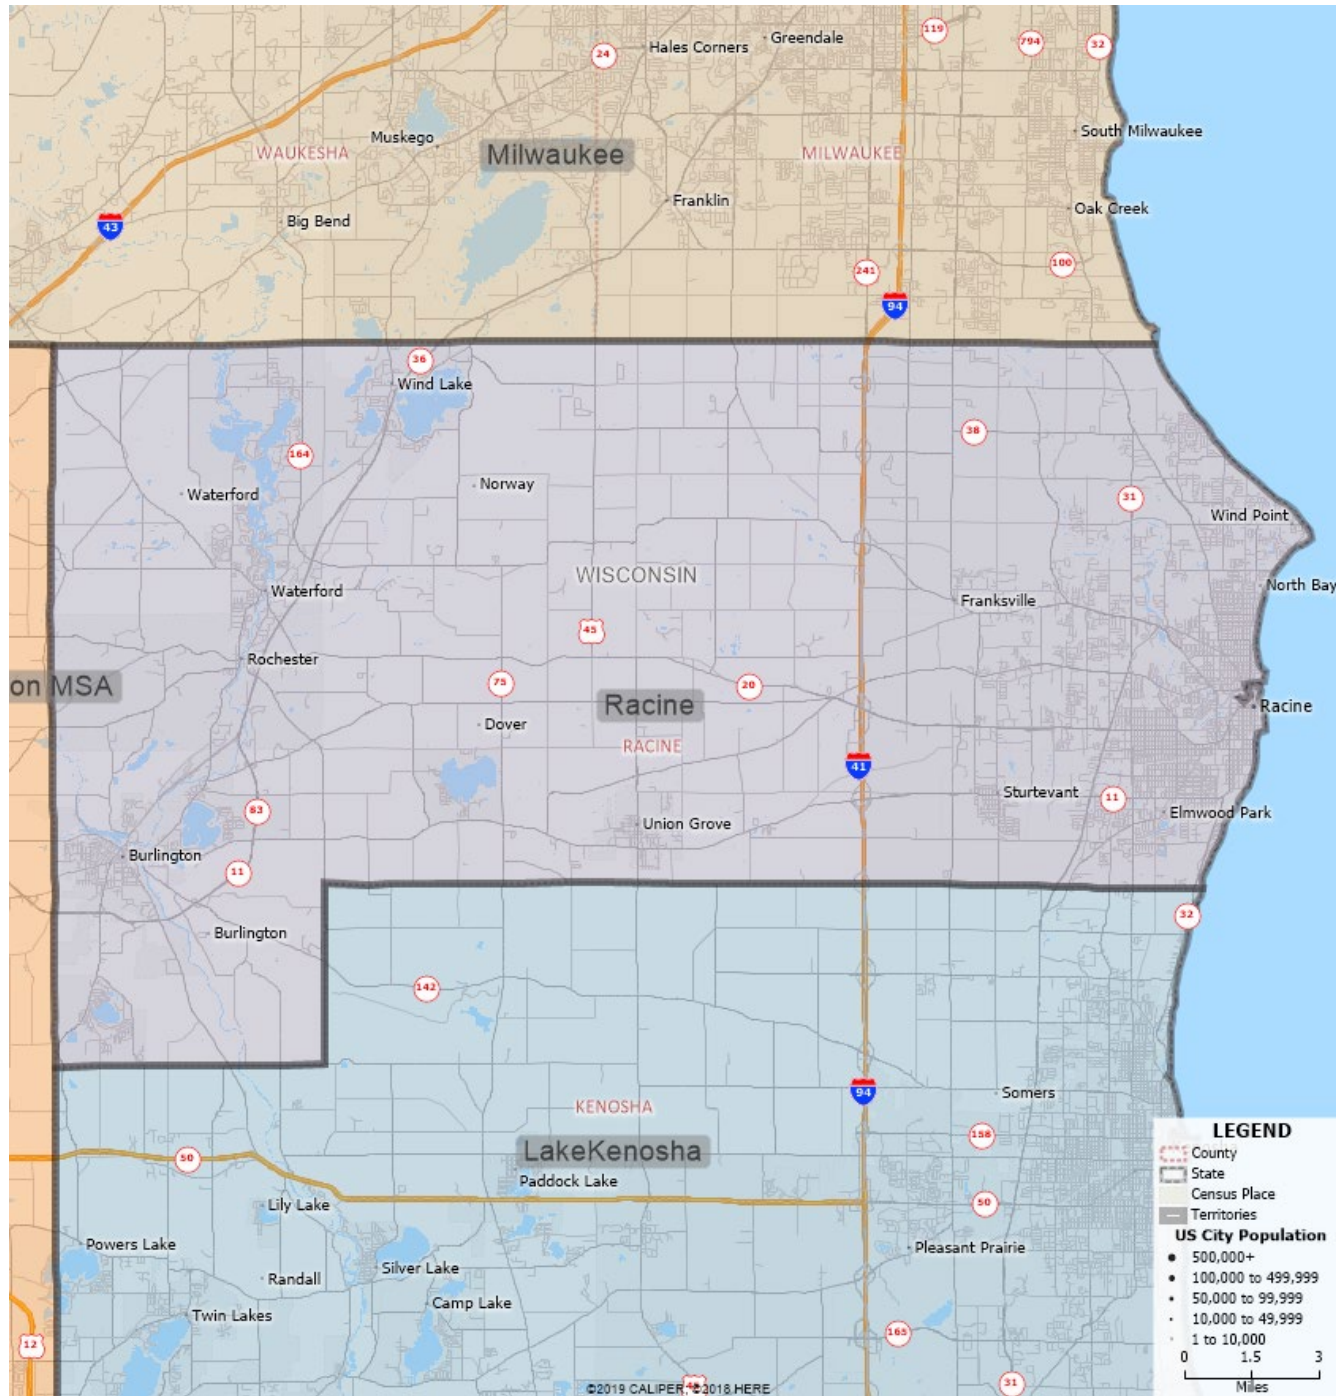 119
794
32
24
Hales Corners
Greendale
South Milwaukee
Muskego
WAUKESHA
Milwaukee
MILWAUKEE
Franklin
Oak Creek
Big Bend
43
241
100
94
36
Wind Lake
38
164
Waterford
Norway
31
Wind Point
WISCONSIN
North Bay
Waterford
Franksville
45
Rochester
on MSA
75
20
Racine
Racine
Dover
RACINE
41
Sturtevant
11
83
Elmwood Park
Union Grove
Burlington
11
32
Burlington
142
94
Somers
KENOSHA
158
LakeKenosha
50
Paddock Lake
50
Lily Lake
Powers Lake
Pleasant Prairie
Silver Lake
Randall
Camp Lake
Twin Lakes
165
12
31
©2019 CALIPER; ©2018 HERE
LEGEND
County
State
Census Place
Territories
US City Population
500,000+
100,000 to 499,999
50,000 to 99,999
10,000 to 49,999
1 to 10,000
0 1.5 3
Miles